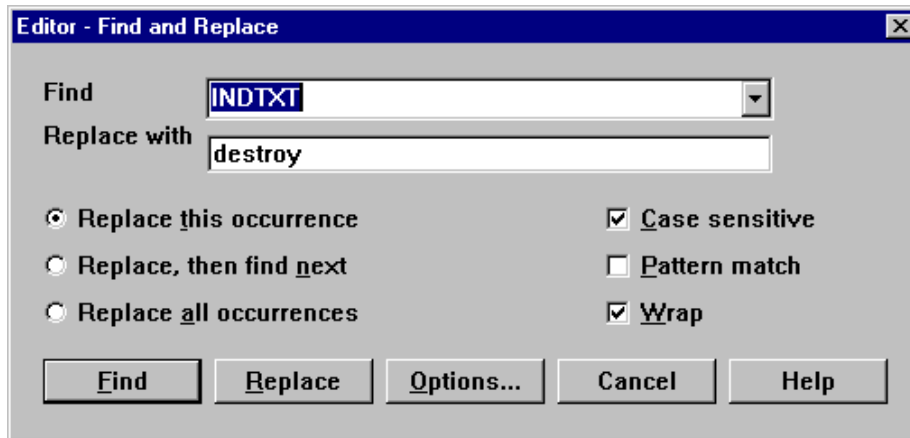 Editor - Find and Replace
Find INDTXT
Replace with destroy
Replace this occurrence Case sensitive
Replace, then find next Pattern match
Replace all occurrences Wrap
Find Replace Options... Cancel Help